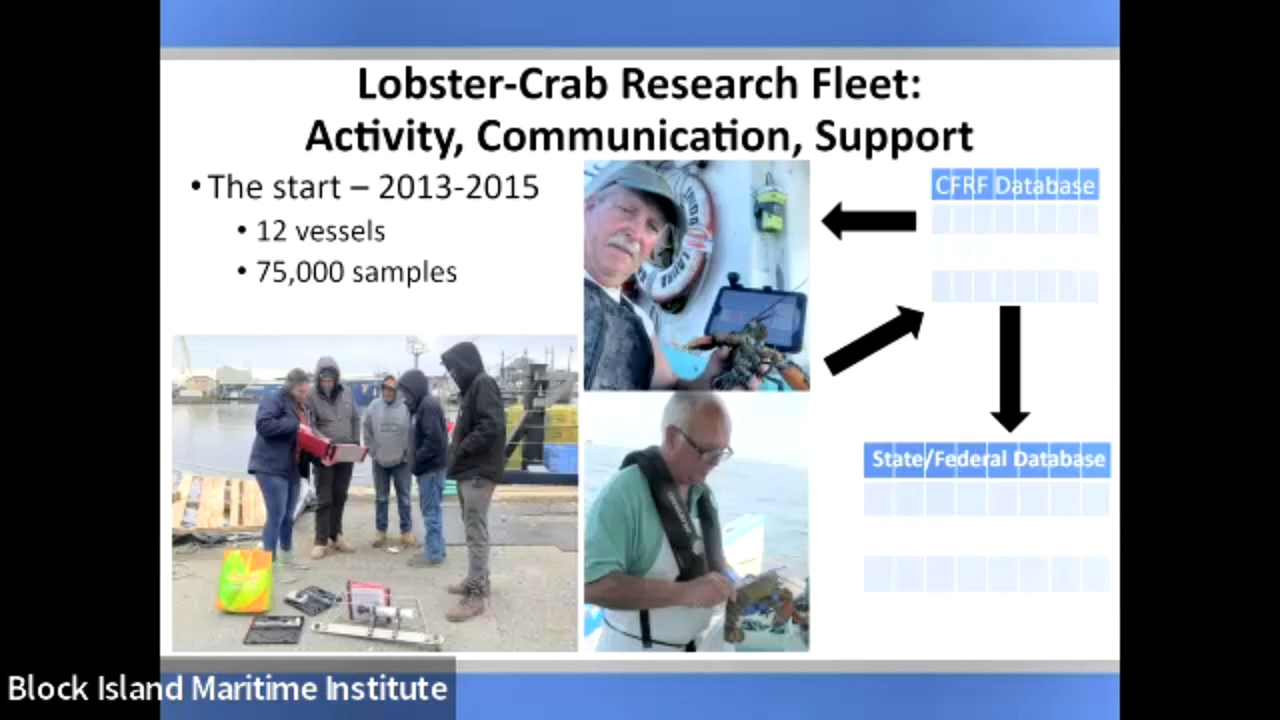 Lobster-Crab Research Fleet:
Activity, Communication, Support
• The start – 2013-2015
• 12 vessels
• 75,000 samples
CFRF Database
State/Federal Database
Block Island Maritime Institute